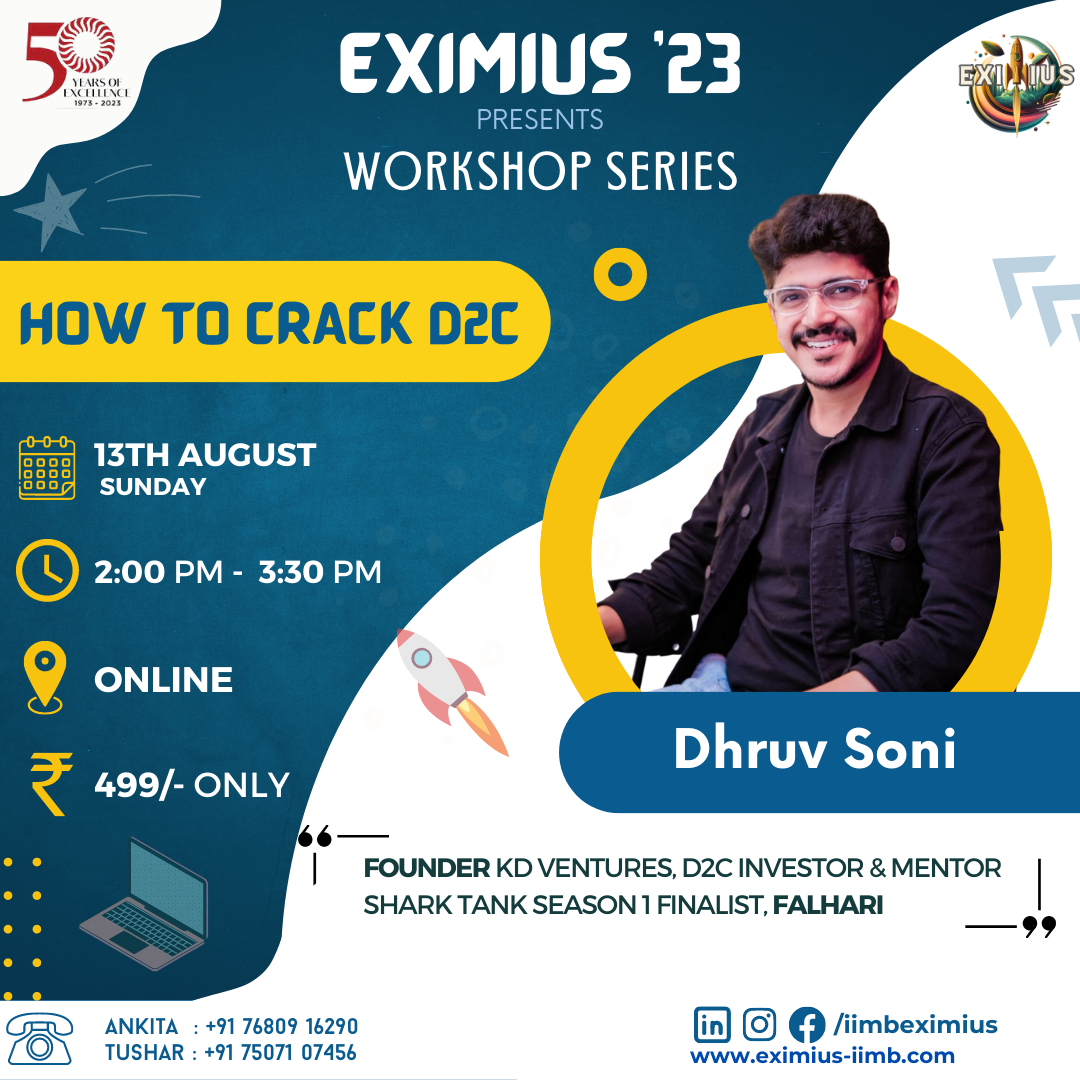 50
YEARS OF
EXCELLENCE
1973 - 2023
EXIMIUS '23
PRESENTS
WORKSHOP SERIES
EXIMIUS
HOW TO CRACK D2C
13TH AUGUST
SUNDAY
2:00 PM - 3:30 PM
ONLINE
₹ 499/- ONLY
Dhruv Soni
“
FOUNDER KD VENTURES, D2C INVESTOR & MENTOR
SHARK TANK SEASON 1 FINALIST, FALHARI
”
ANKITA : +91 76809 16290
TUSHAR : +91 75071 07456
in f /iimbeximius
www.eximius-iimb.com